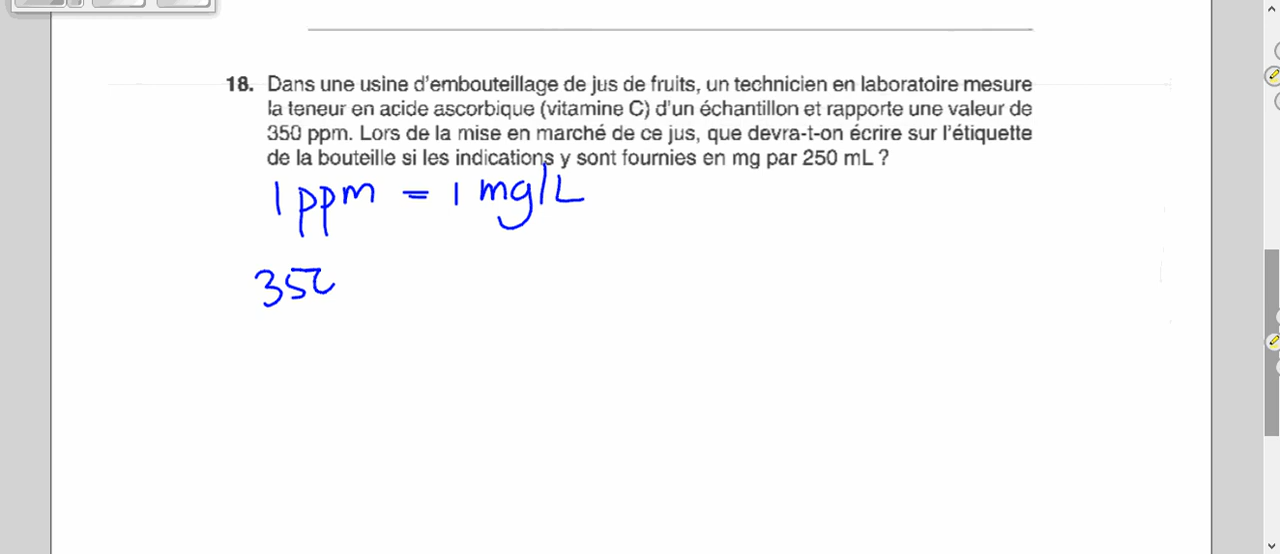 18. Dans une usine d'embouteillage de jus de fruits, un technicien en laboratoire mesure
la teneur en acide ascorbique (vitamine C) d'un échantillon et rapporte une valeur de
350 ppm. Lors de la mise en marché de ce jus, que devra-t-on écrire sur l'étiquette
de la bouteille si les indications y sont fournies en mg par 250 mL ?
1 ppm = 1 mg/L
35